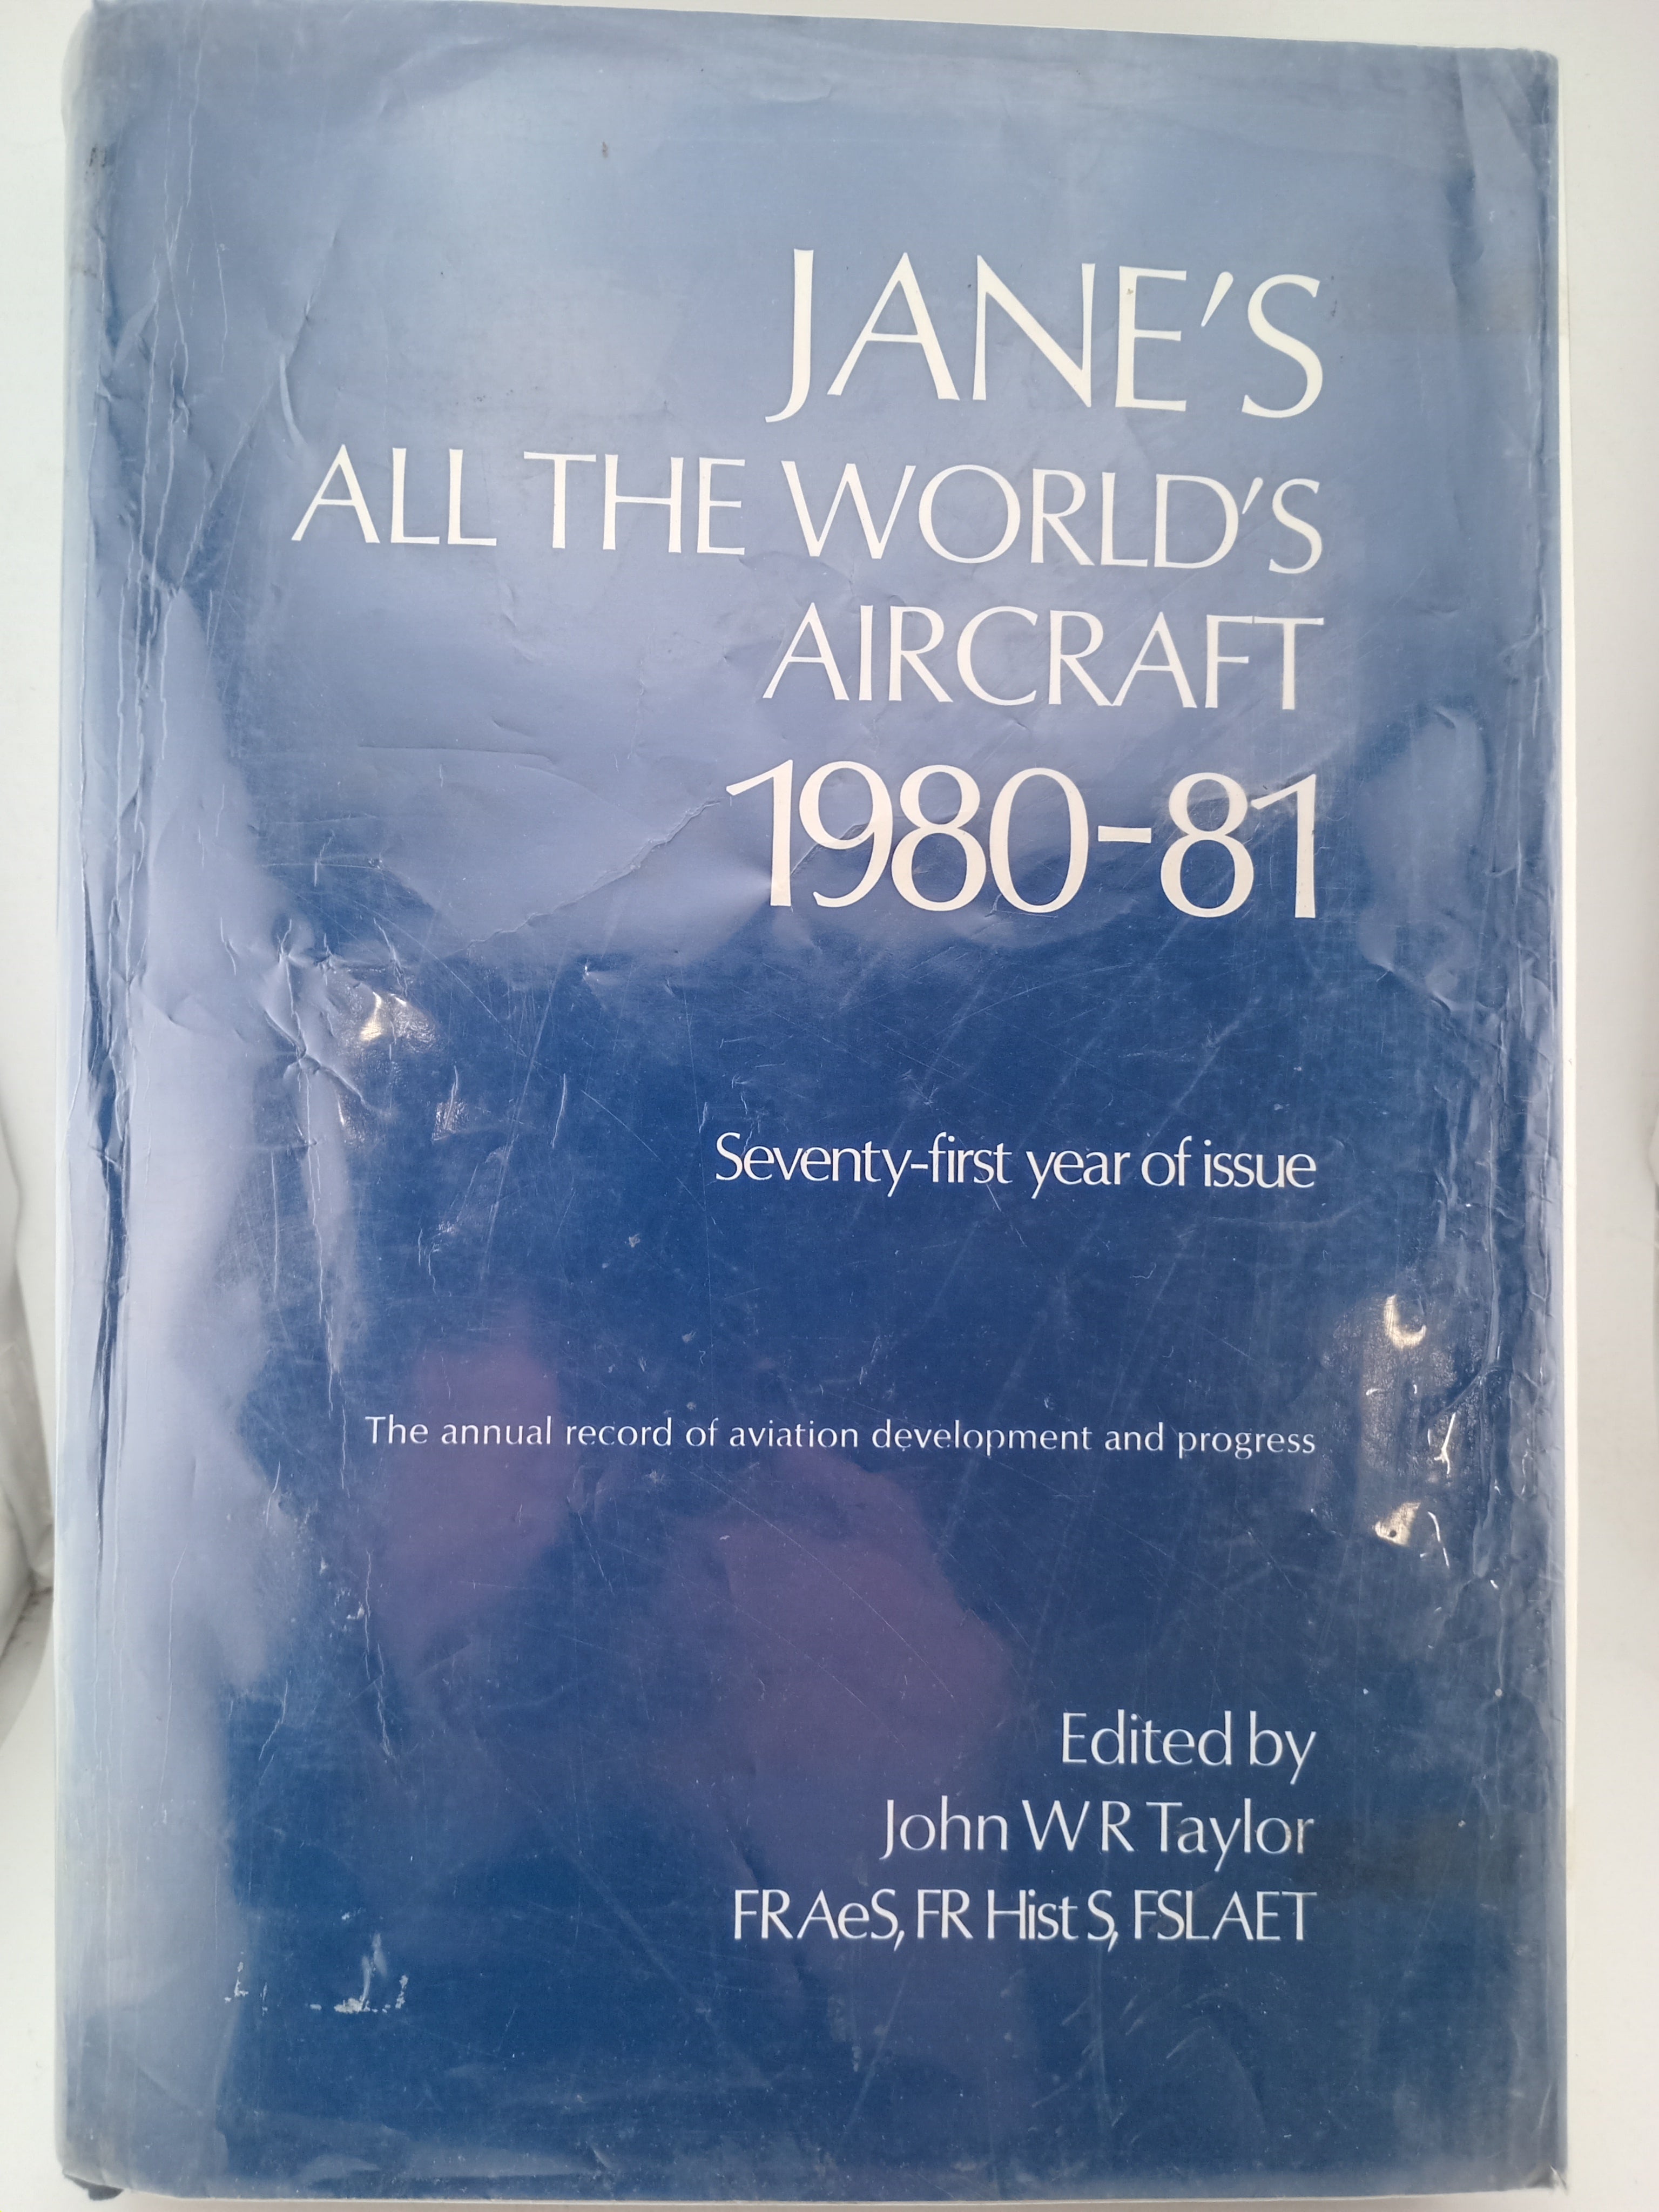 JANE'S
ALL THE WORLD'S
AIRCRAFT
1980-81
Seventy-first year of issue
The annual record of aviation development and progress
Edited by
John W R Taylor
FRAeS, FR Hist S, FSLAET